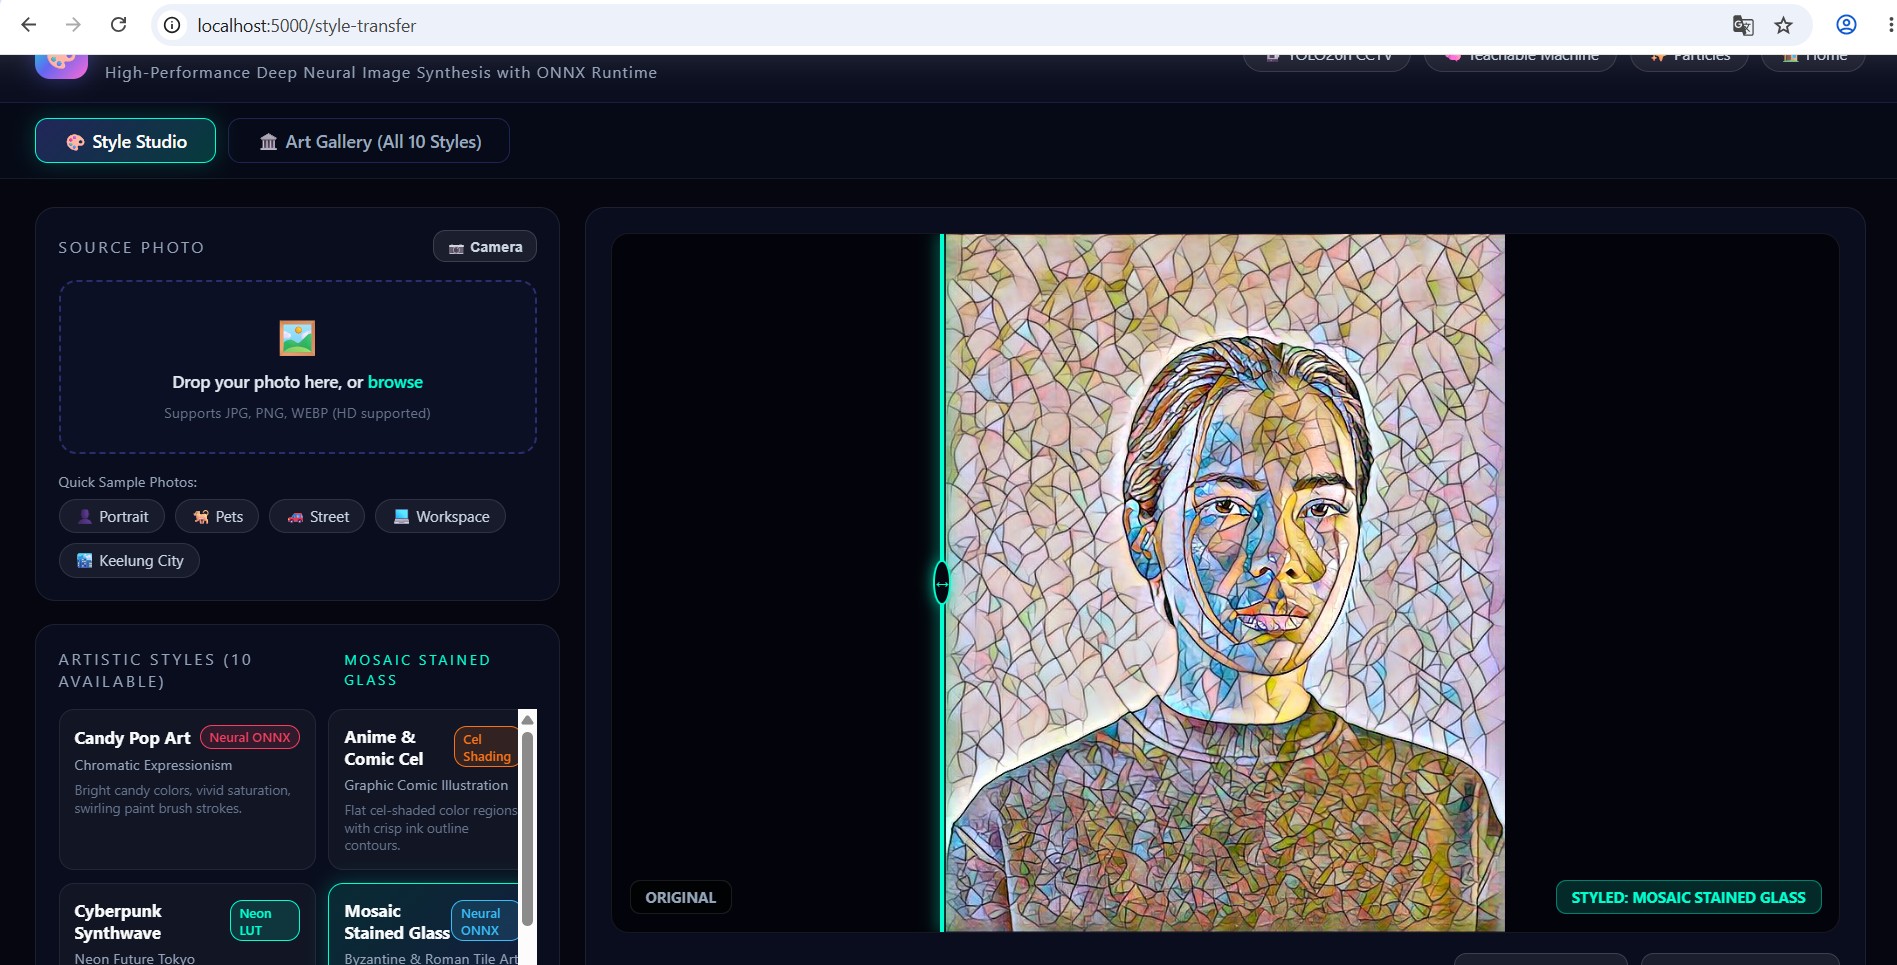 localhost:5000/style-transfer
High-Performance Deep Neural Image Synthesis with ONNX Runtime
Teachable Machine
Particles
Home
Style Studio
Art Gallery (All 10 Styles)
SOURCE PHOTO
Camera
Drop your photo here, or browse
Supports JPG, PNG, WEBP (HD supported)
Quick Sample Photos:
Portrait
Pets
Street
Workspace
Keelung City
ARTISTIC STYLES (10
AVAILABLE)
MOSAIC STAINED
GLASS
Candy Pop Art
Neural ONNX
Chromatic Expressionism
Bright candy colors, vivid saturation,
swirling paint brush strokes.
Anime &
Comic Cel
Cel
Shading
Graphic Comic Illustration
Flat cel-shaded color regions
with crisp ink outline
contours.
Cyberpunk
Synthwave
Neon
LUT
Neon Future Tokyo
Mosaic
Stained Glass
Neural
ONNX
Byzantine & Roman Tile Art
ORIGINAL
STYLED: MOSAIC STAINED GLASS